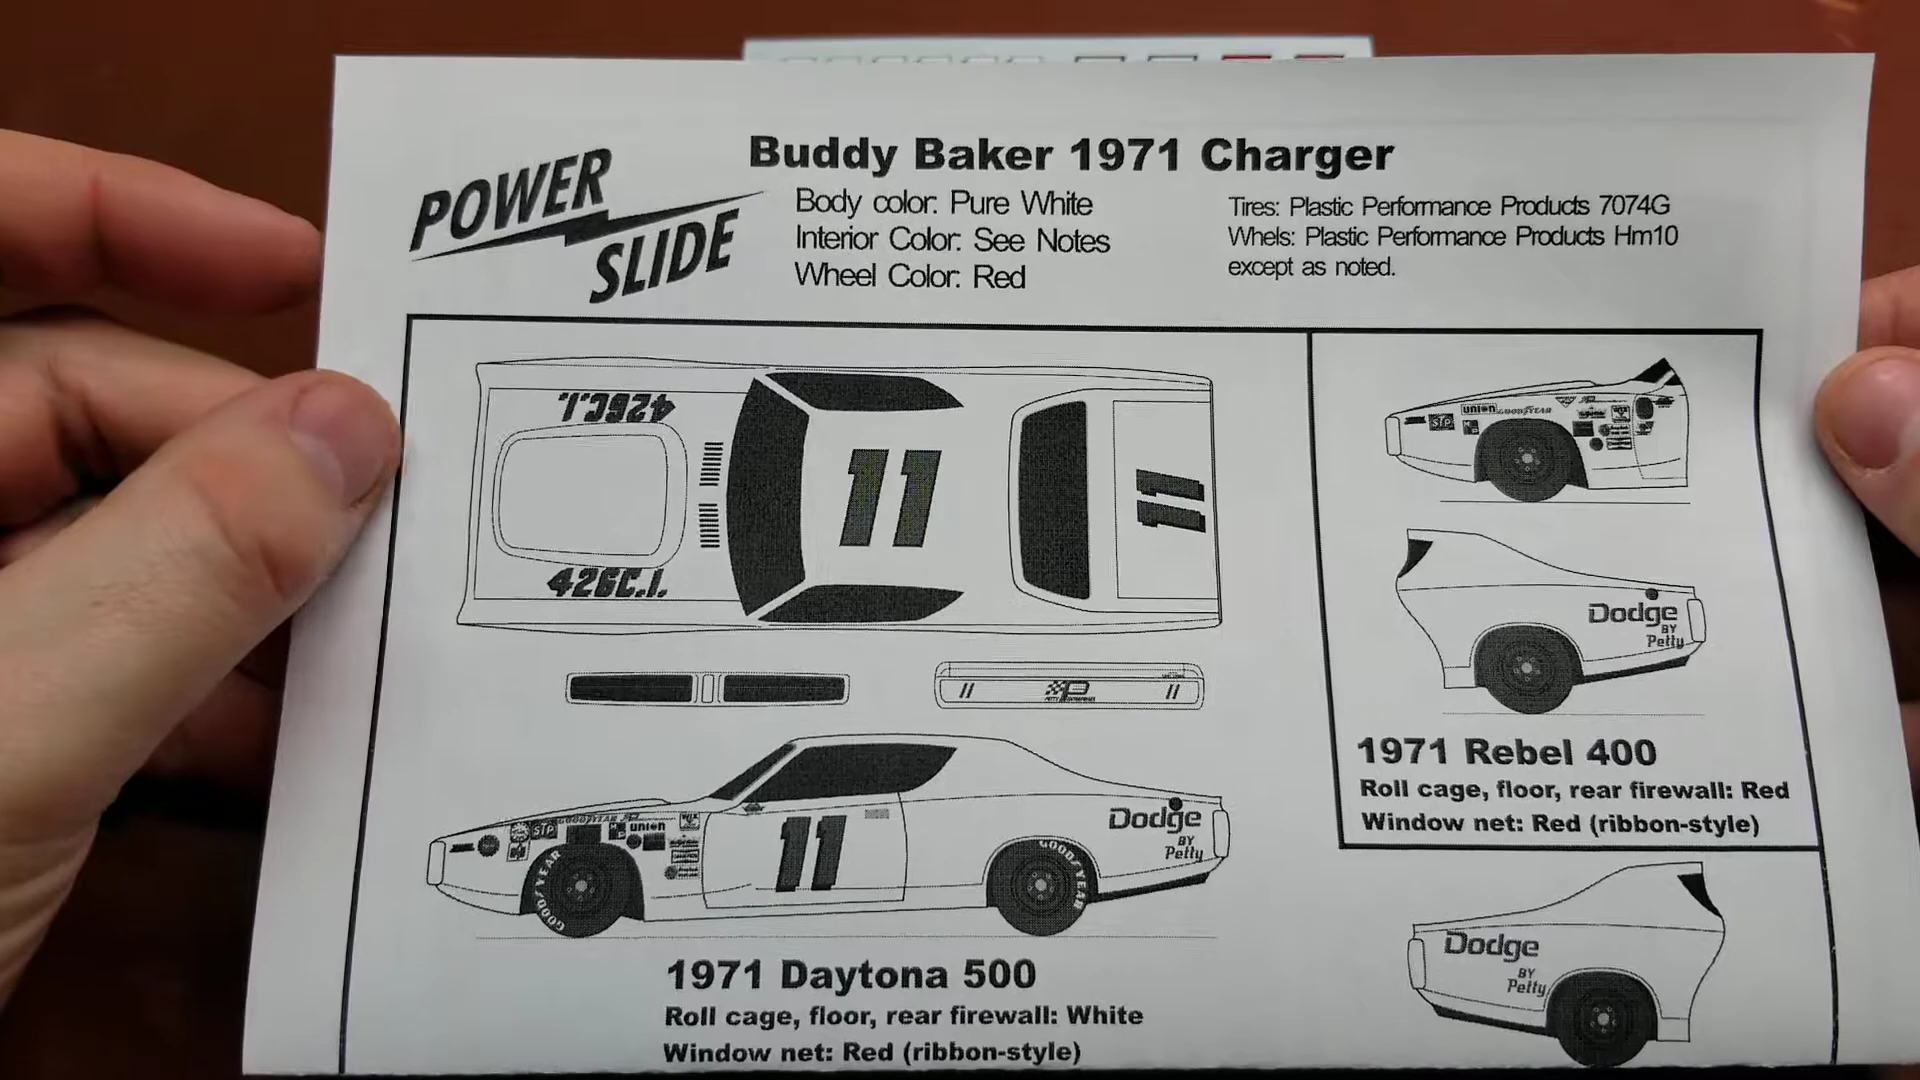 POWER
SLIDE
Buddy Baker 1971 Charger
Body color: Pure White
Interior Color: See Notes
Wheel Color: Red
Tires: Plastic Performance Products 7074G
Whels: Plastic Performance Products Hm10
except as noted.
426C.I.
11
11
426C.I.
11
P
11
STP
GOODYEAR
union
11
GOODYEAR
GOODYEAR
Dodge
BY
Petty
1971 Daytona 500
Roll cage, floor, rear firewall: White
Window net: Red (ribbon-style)
STP
union
GOODYEAR
Dodge
BY
Petty
1971 Rebel 400
Roll cage, floor, rear firewall: Red
Window net: Red (ribbon-style)
Dodge
BY
Petty